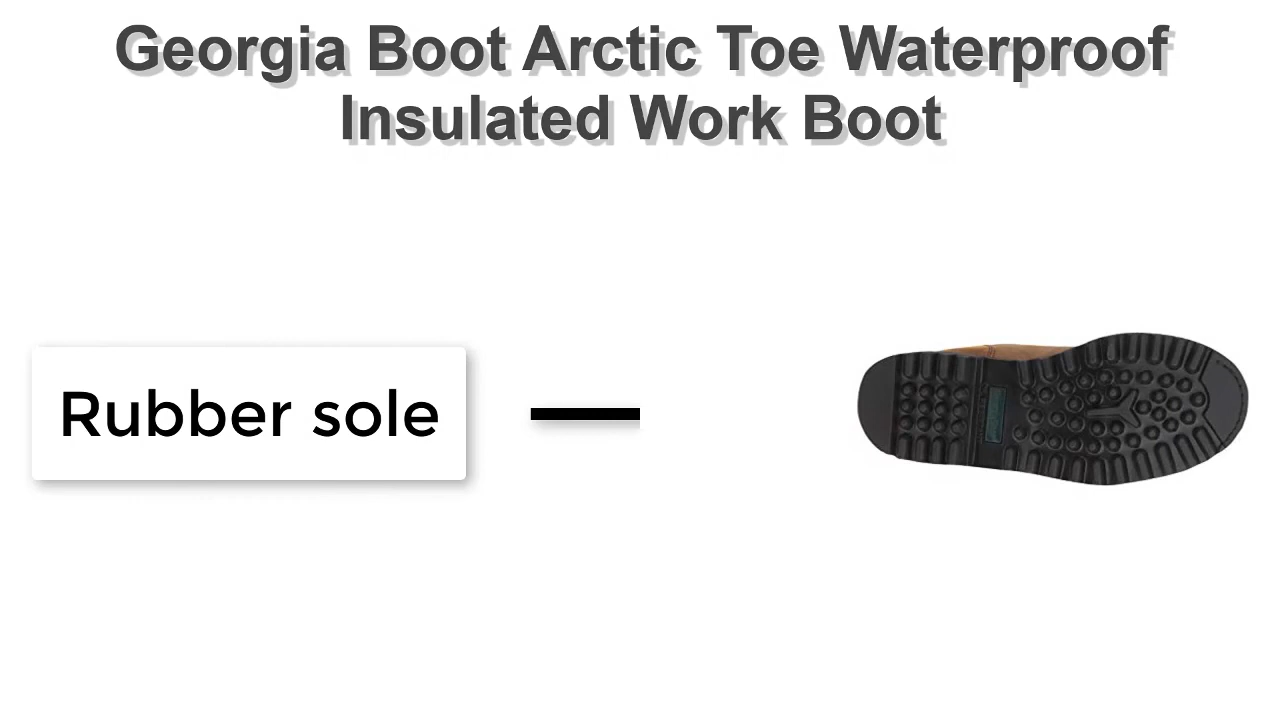 Georgia Boot Arctic Toe Waterproof
Insulated Work Boot
Rubber sole